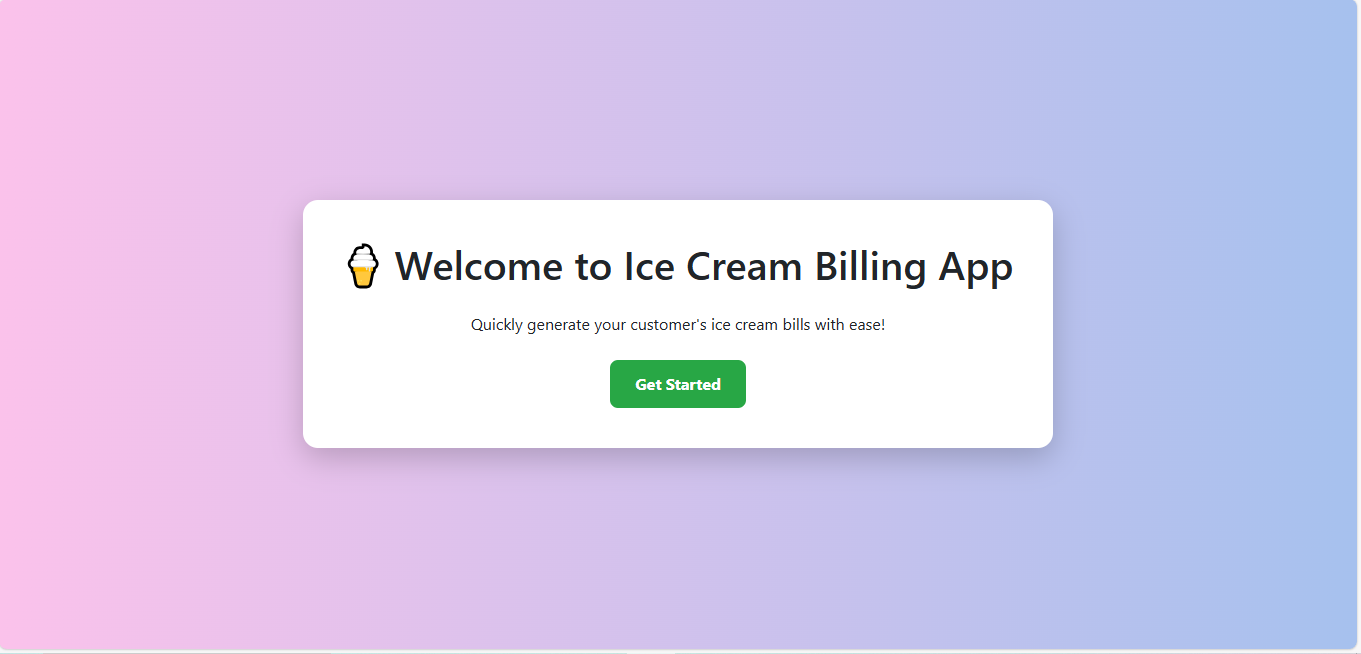 Welcome to Ice Cream Billing App
Quickly generate your customer's ice cream bills with ease!
Get Started